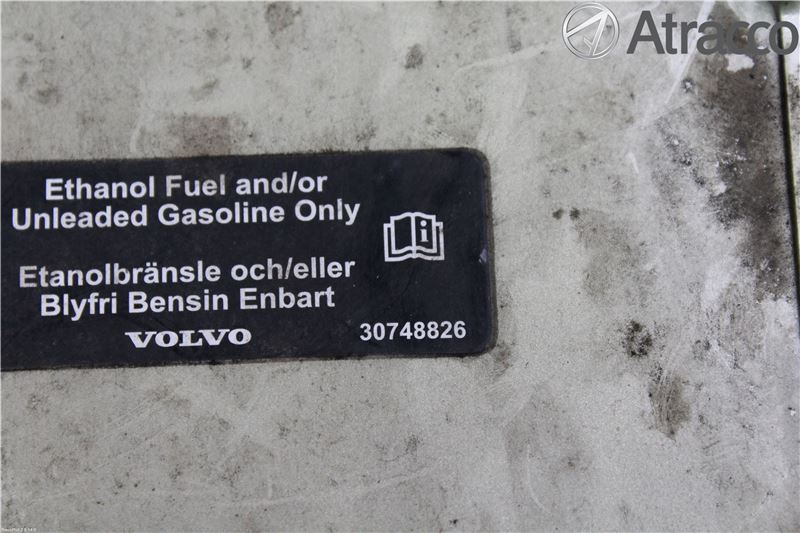 Atracco
Ethanol Fuel and/or
Unleaded Gasoline Only
Etanolbränsle och/eller
Blyfri Bensin Enbart
VOLVO
30748826